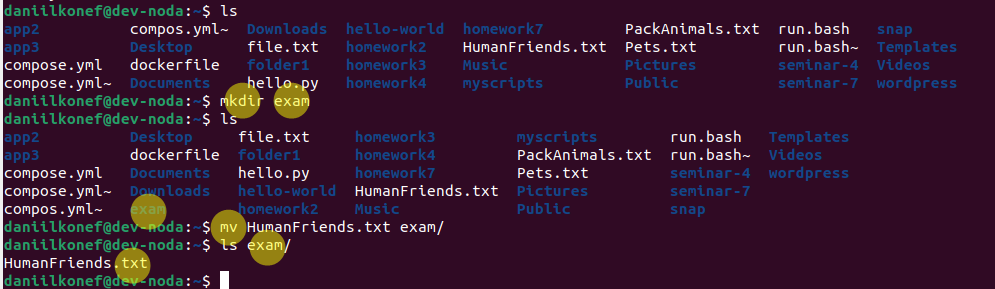 daniilkonef@dev-noda:~$ ls
app2 compos.yml~ Downloads hello-world homework7 PackAnimals.txt run.bash snap
app3 Desktop file.txt homework2 HumanFriends.txt Pets.txt run.bash~ Templates
compose.yml dockerfile folder1 homework3 Music Pictures seminar-4 Videos
compose.yml~ Documents hello.py homework4 myscripts Public seminar-7 wordpress
daniilkonef@dev-noda:~$ mkdir exam
daniilkonef@dev-noda:~$ ls
app2 Desktop file.txt homework3 myscripts run.bash Templates
app3 dockerfile folder1 homework4 PackAnimals.txt run.bash~ Videos
compose.yml Documents hello.py homework7 Pets.txt seminar-4 wordpress
compose.yml~ Downloads hello-world HumanFriends.txt Pictures seminar-7
compos.yml~ exam homework2 Music Public snap
daniilkonef@dev-noda:~$ mv HumanFriends.txt exam/
daniilkonef@dev-noda:~$ ls exam/
HumanFriends.txt
daniilkonef@dev-noda:~$